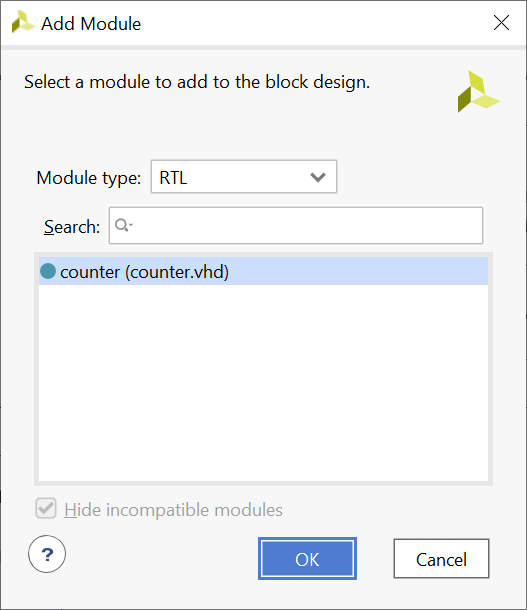 Add Module
Select a module to add to the block design.
Module type: RTL
Search:
counter (counter.vhd)
Hide incompatible modules
? OK Cancel